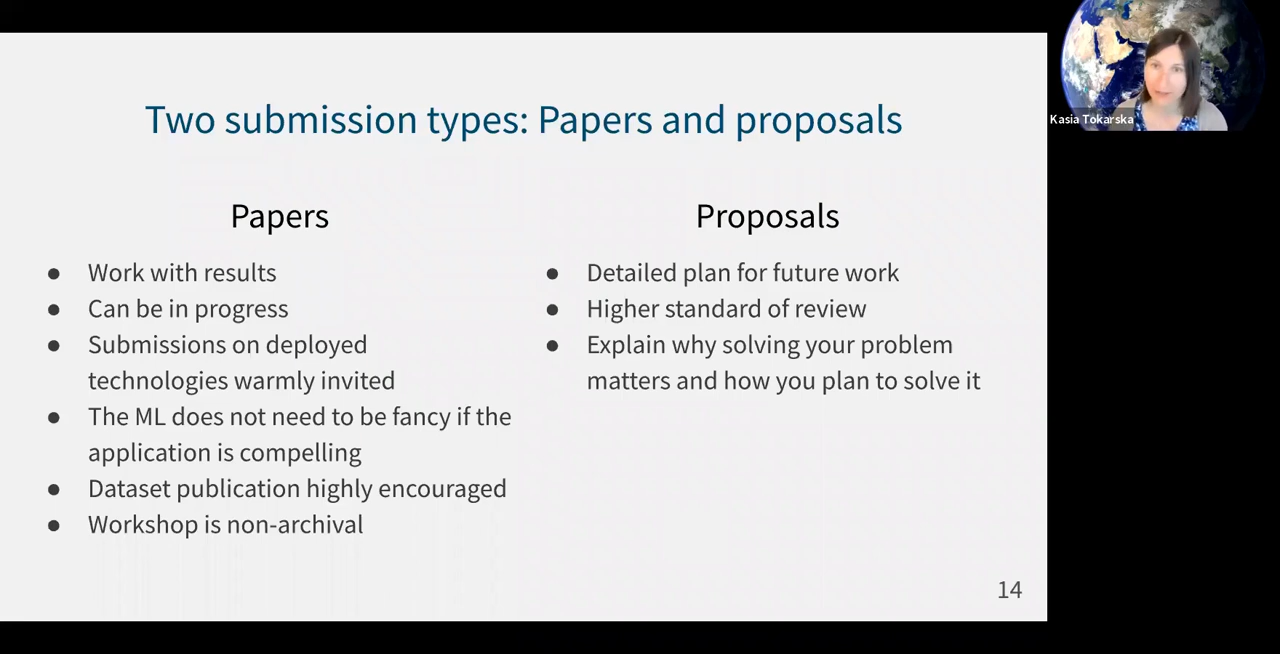 Two submission types: Papers and proposals
Papers
● Work with results
● Can be in progress
● Submissions on deployed
technologies warmly invited
● The ML does not need to be fancy if the
application is compelling
● Dataset publication highly encouraged
● Workshop is non-archival
Proposals
● Detailed plan for future work
● Higher standard of review
● Explain why solving your problem
matters and how you plan to solve it
14
Kasia Tokarska